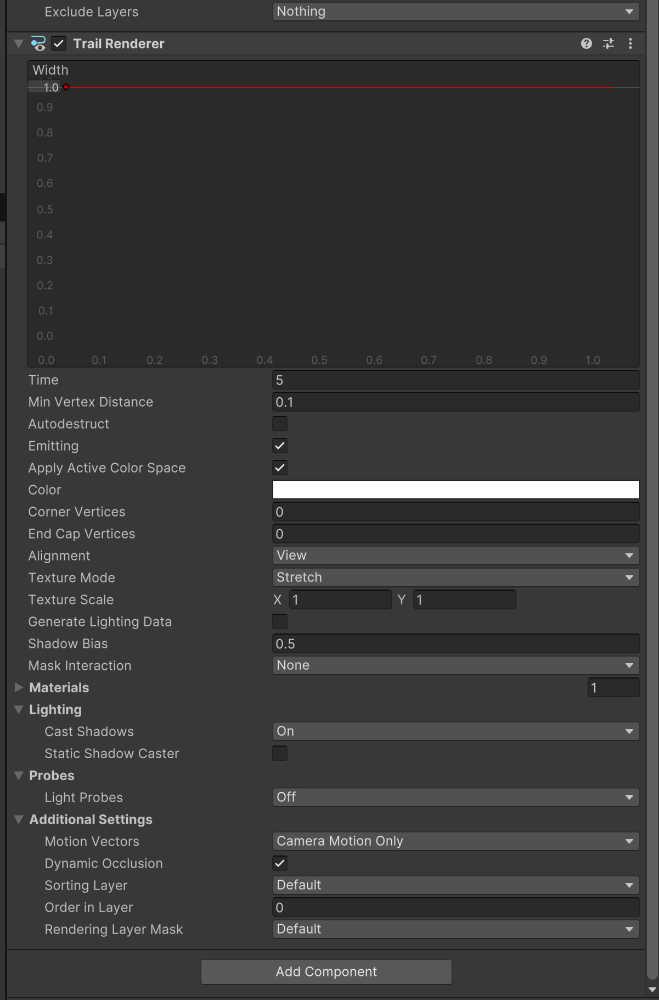 Exclude Layers Nothing
Trail Renderer
Width
1.0
0.9
0.8
0.7
0.6
0.5
0.4
0.3
0.2
0.1
0.0
0.0 0.1 0.2 0.3 0.4 0.5 0.6 0.7 0.8 0.9 1.0
Time 5
Min Vertex Distance 0.1
Autodestruct
Emitting
Apply Active Color Space
Color
Corner Vertices 0
End Cap Vertices 0
Alignment View
Texture Mode Stretch
Texture Scale X 1 Y 1
Generate Lighting Data
Shadow Bias 0.5
Mask Interaction None
Materials 1
Lighting
Cast Shadows On
Static Shadow Caster
Probes
Light Probes Off
Additional Settings
Motion Vectors Camera Motion Only
Dynamic Occlusion
Sorting Layer Default
Order in Layer 0
Rendering Layer Mask Default
Add Component